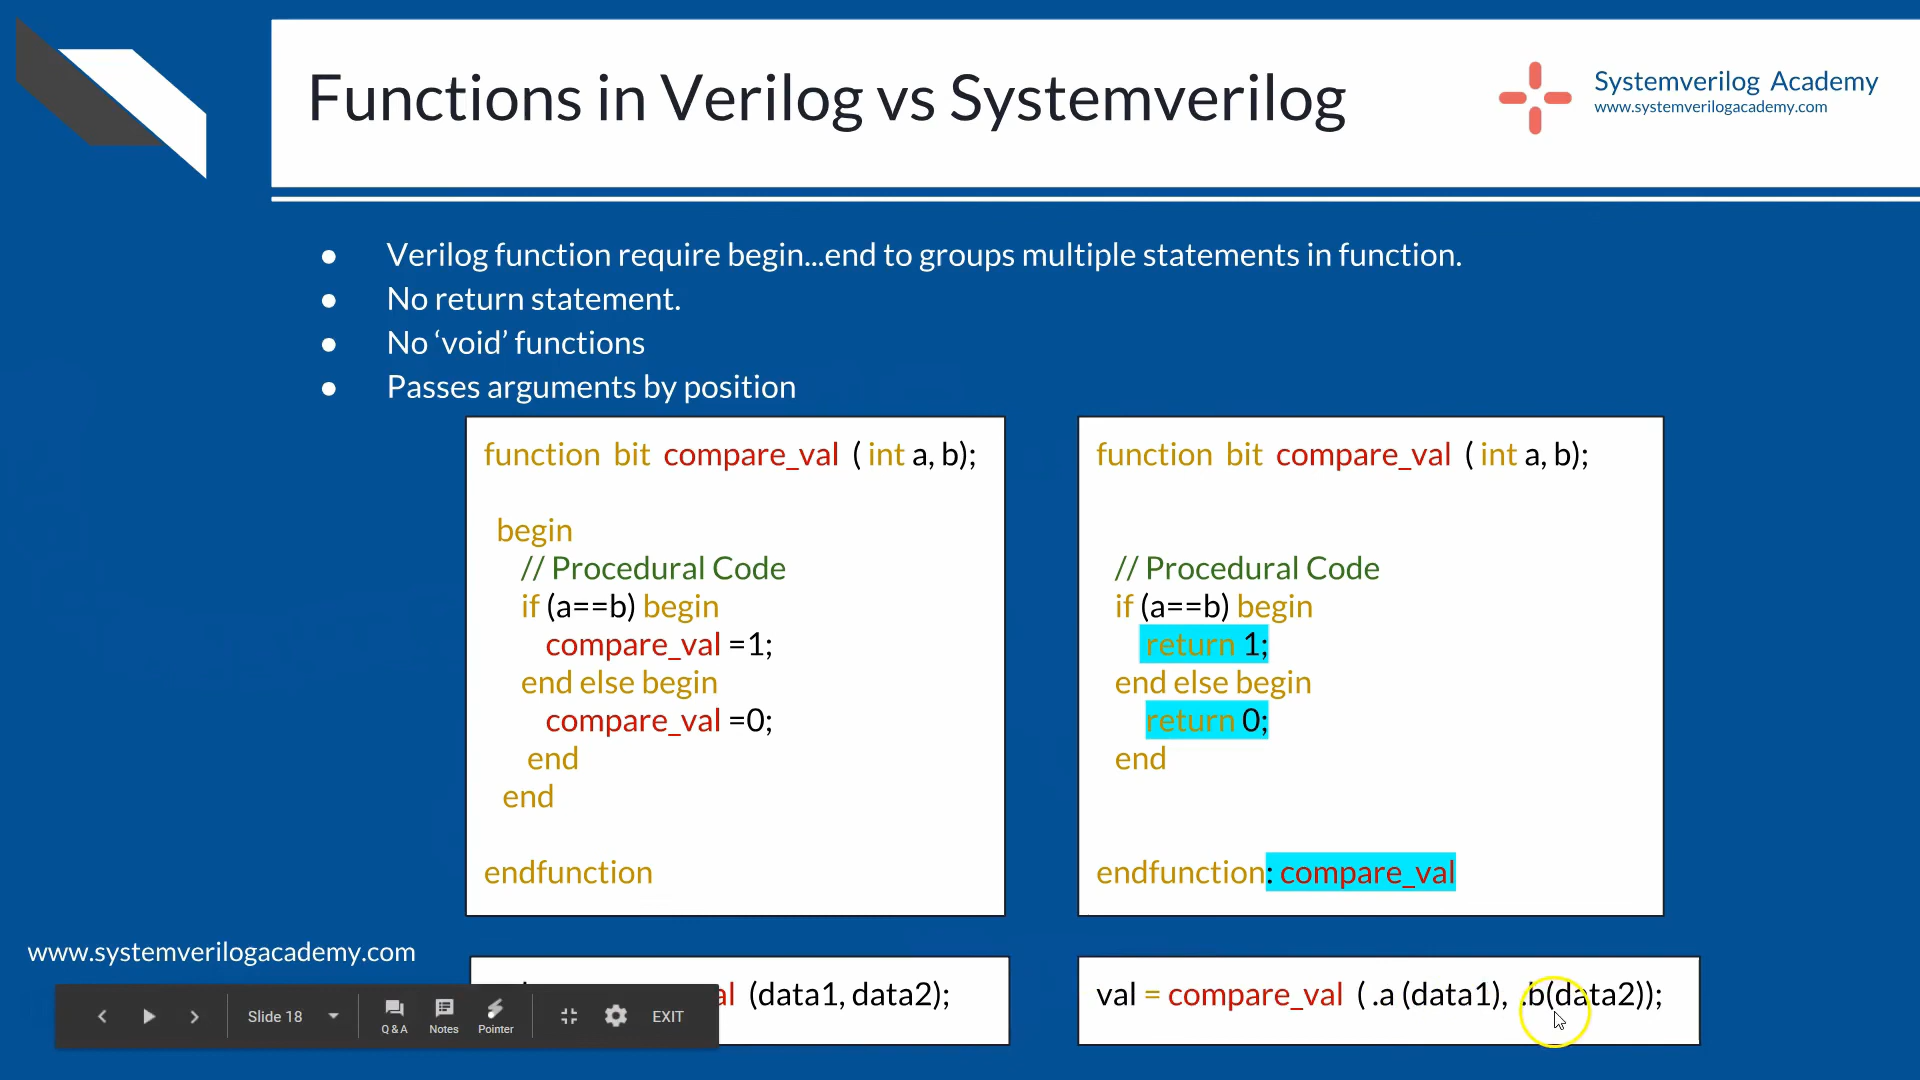 Functions in Verilog vs Systemverilog
Systemverilog Academy
www.systemverilogacademy.com
● Verilog function require begin...end to groups multiple statements in function.
● No return statement.
● No ‘void’ functions
● Passes arguments by position
function bit compare_val ( int a, b);
begin
// Procedural Code
if (a==b) begin
compare_val =1;
end else begin
compare_val =0;
end
end
endfunction
(data1, data2);
function bit compare_val ( int a, b);
// Procedural Code
if (a==b) begin
return 1;
end else begin
return 0;
end
endfunction: compare_val
val = compare_val ( .a (data1), .b(data2));
www.systemverilogacademy.com
Slide 18
Q & A
Notes
Pointer
EXIT